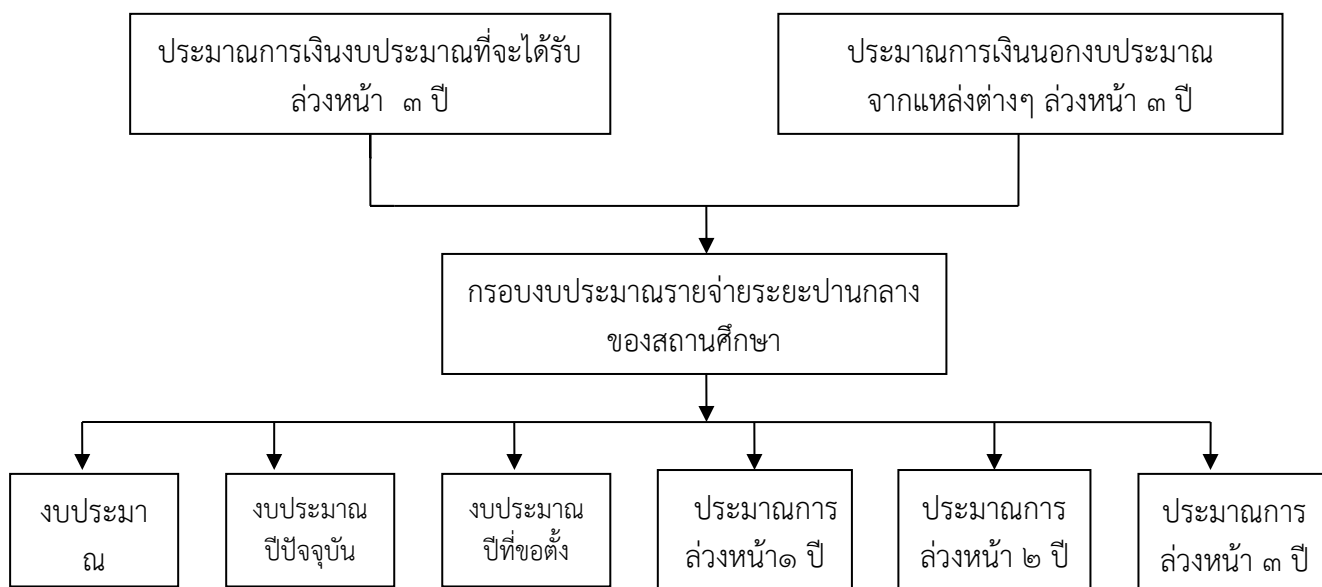 ประมาณการเงินงบประมาณที่จะได้รับ
ล่วงหน้า ๓ ปี
ประมาณการเงินนอกงบประมาณ
จากแหล่งต่างๆ ล่วงหน้า ๓ ปี
กรอบงบประมาณรายจ่ายระยะปานกลาง
ของสถานศึกษา
งบประมา
ณ
งบประมาณ
ปีปัจจุบัน
งบประมาณ
ปีที่ขอตั้ง
ประมาณการ
ล่วงหน้า๑ ปี
ประมาณการ
ล่วงหน้า ๒ ปี
ประมาณการ
ล่วงหน้า ๓ ปี